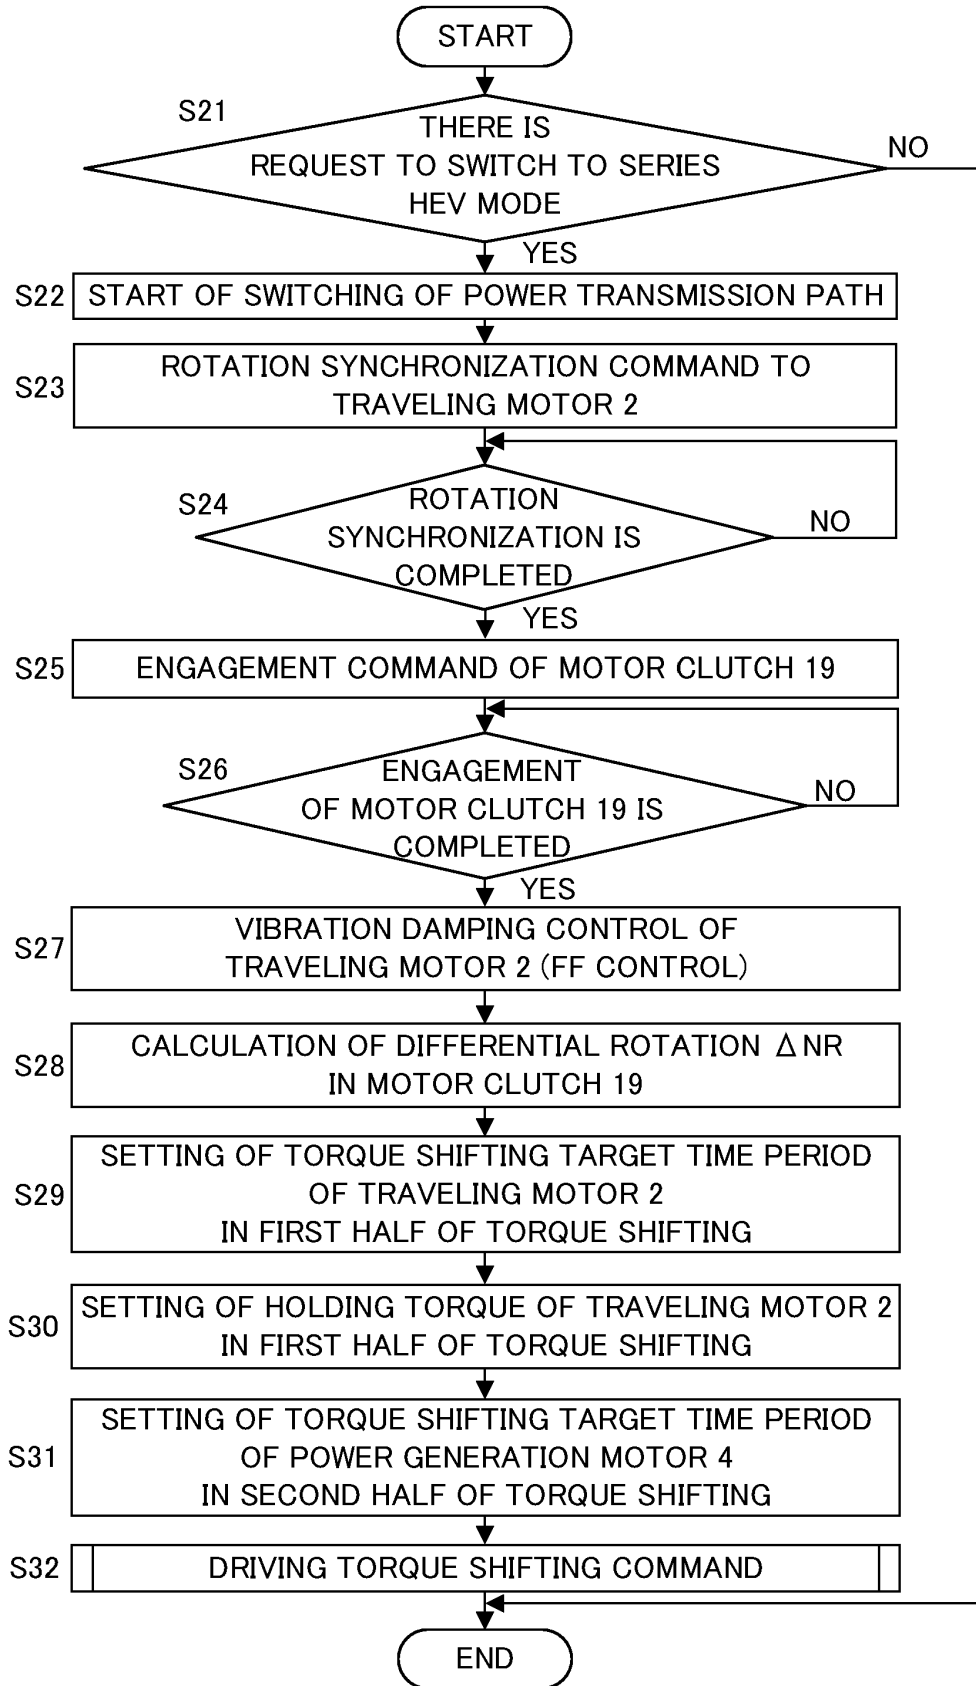 START
S21
THERE IS
REQUEST TO SWITCH TO SERIES
HEV MODE
NO
YES
S22
START OF SWITCHING OF POWER TRANSMISSION PATH
S23
ROTATION SYNCHRONIZATION COMMAND TO
TRAVELING MOTOR 2
S24
ROTATION
SYNCHRONIZATION IS
COMPLETED
NO
YES
S25
ENGAGEMENT COMMAND OF MOTOR CLUTCH 19
S26
ENGAGEMENT
OF MOTOR CLUTCH 19 IS
COMPLETED
NO
YES
S27
VIBRATION DAMPING CONTROL OF
TRAVELING MOTOR 2 (FF CONTROL)
S28
CALCULATION OF DIFFERENTIAL ROTATION ΔNR
IN MOTOR CLUTCH 19
S29
SETTING OF TORQUE SHIFTING TARGET TIME PERIOD
OF TRAVELING MOTOR 2
IN FIRST HALF OF TORQUE SHIFTING
S30
SETTING OF HOLDING TORQUE OF TRAVELING MOTOR 2
IN FIRST HALF OF TORQUE SHIFTING
S31
SETTING OF TORQUE SHIFTING TARGET TIME PERIOD
OF POWER GENERATION MOTOR 4
IN SECOND HALF OF TORQUE SHIFTING
S32
DRIVING TORQUE SHIFTING COMMAND
END